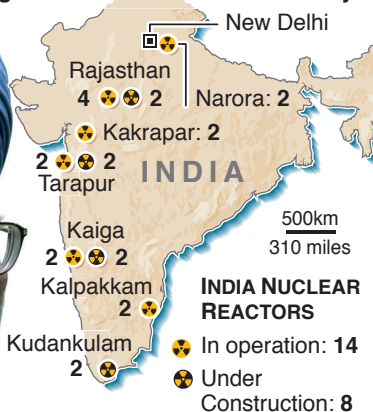 New Delhi
Rajasthan
4 2
Narora: 2
Kakrapar: 2
2 2
Tarapur
INDIA
Kaiga
2 2
500km
310 miles
Kalpakkam
2
Kudankulam
2
INDIA NUCLEAR
REACTORS
In operation: 14
Under
Construction: 8